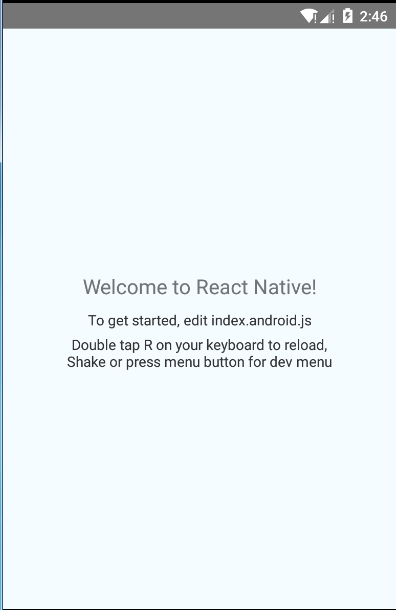 2:46
Welcome to React Native!
To get started, edit index.android.js
Double tap R on your keyboard to reload,
Shake or press menu button for dev menu